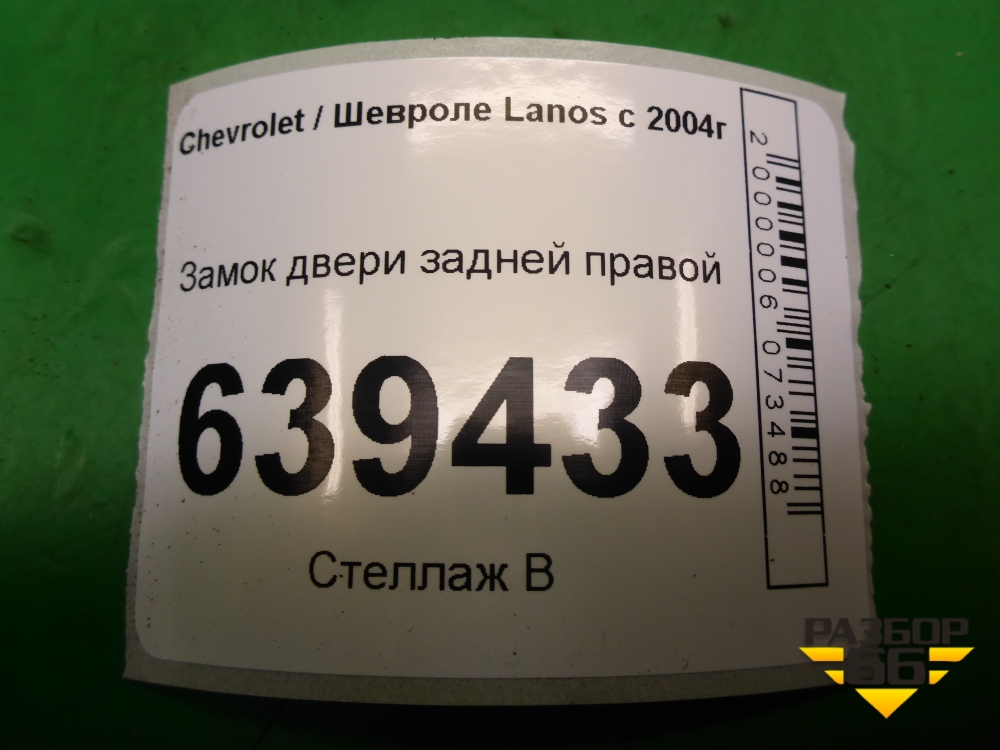 Chevrolet / Шевроле Lanos с 2004г
Замок двери задней правой
639433
Стеллаж В
2000006073488
РАЗБОР
66